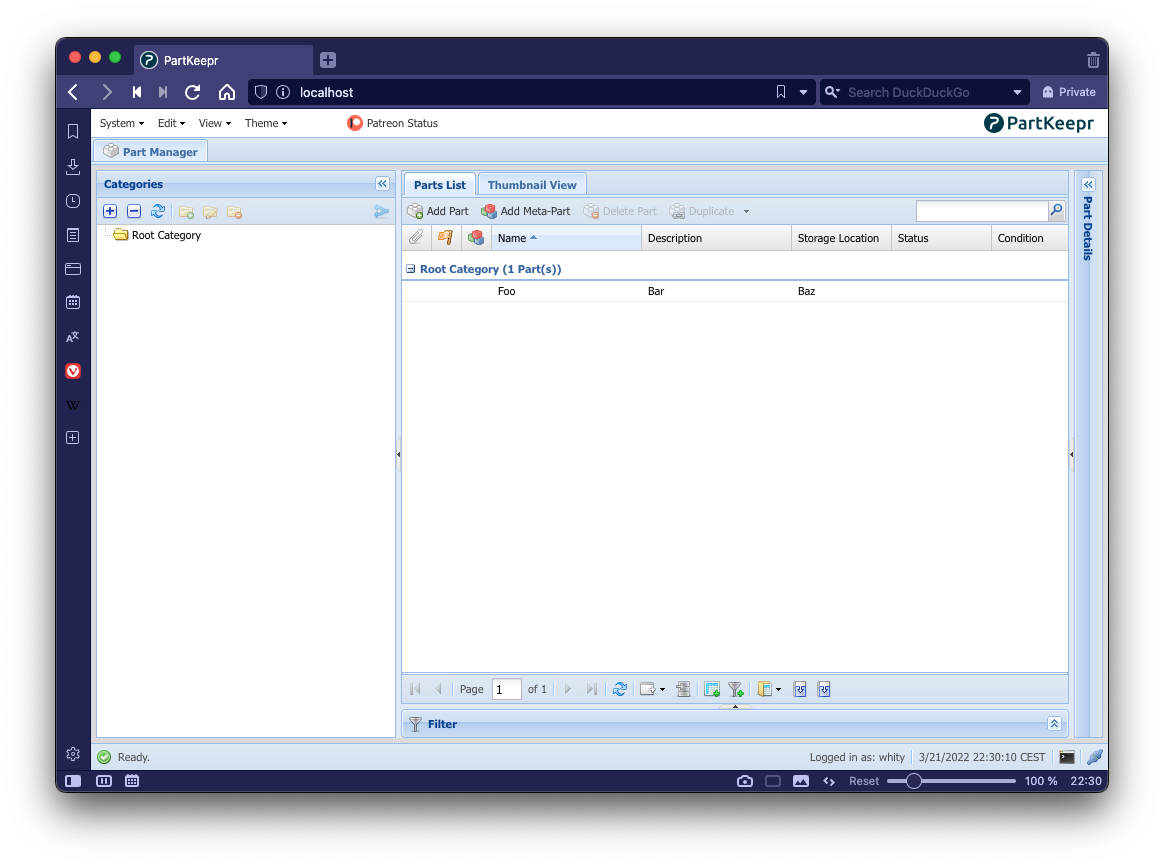 PartKeepr
localhost
Search DuckDuckGo
Private
System Edit View Theme Patreon Status
PartKeepr
Part Manager
Categories
Parts List Thumbnail View
Add Part Add Meta-Part Delete Part Duplicate
Root Category
Name Description Storage Location Status Condition
Part Details
Root Category (1 Part(s))
Foo Bar Baz
W
Page 1 of 1
Filter
Ready.
Logged in as: whity 3/21/2022 22:30:10 CEST
Reset 100 % 22:30